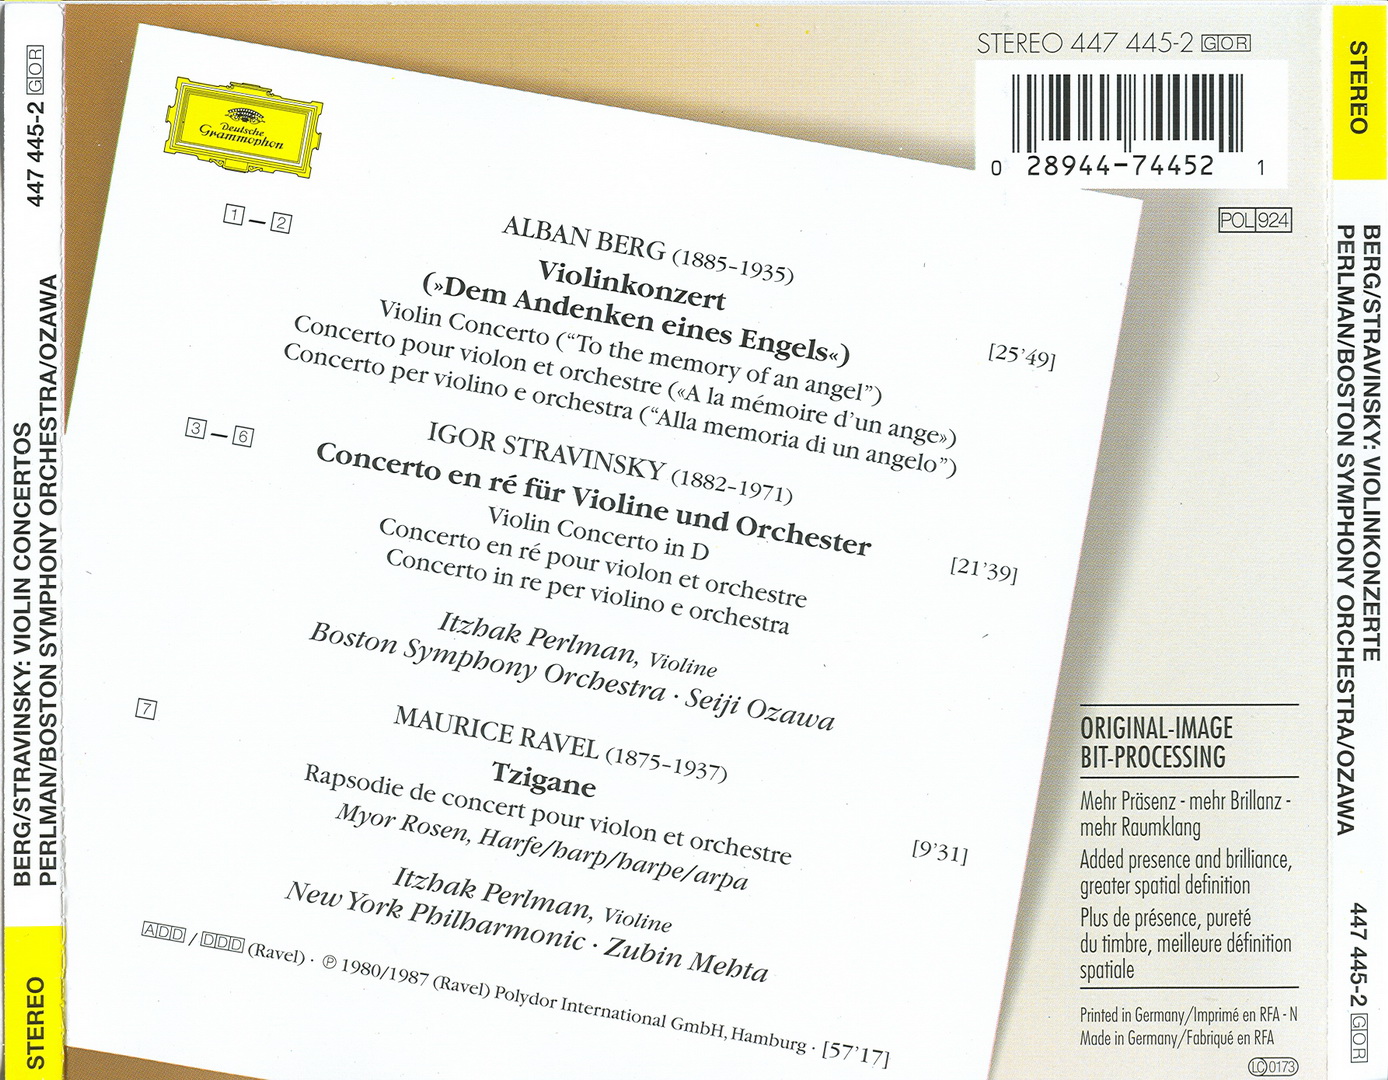 BERG/STRAVINSKY: VIOLIN CONCERTOS
PERLMAN/BOSTON SYMPHONY ORCHESTRA/OZAWA
447 445-2 GOR
STEREO
Deutsche
Grammophon
STEREO 447 445-2 GOR
0 28944-74452 1
POL 924
1 – 2
ALBAN BERG (1885-1935)
Violinkonzert
(»Dem Andenken eines Engels«)
[25'49]
Violin Concerto (“To the memory of an angel”)
Concerto pour violon et orchestre («A la mémoire d'un ange»)
Concerto per violino e orchestra (“Alla memoria di un angelo”)
3 – 6
IGOR STRAVINSKY (1882-1971)
Concerto en ré für Violine und Orchester
[21'39]
Violin Concerto in D
Concerto en ré pour violon et orchestre
Concerto in re per violino e orchestra
Itzhak Perlman, Violine
Boston Symphony Orchestra · Seiji Ozawa
7
MAURICE RAVEL (1875-1937)
Tzigane
Rapsodie de concert pour violon et orchestre
[9'31]
Myor Rosen, Harfe/harp/harpe/arpa
Itzhak Perlman, Violine
New York Philharmonic · Zubin Mehta
ADD / DDD (Ravel) · ℗ 1980/1987 (Ravel) Polydor International GmbH, Hamburg · [57'17]
ORIGINAL-IMAGE
BIT-PROCESSING
Mehr Präsenz - mehr Brillanz -
mehr Raumklang
Added presence and brilliance,
greater spatial definition
Plus de présence, pureté
du timbre, meilleure définition
spatiale
Printed in Germany/Imprimé en RFA - N
Made in Germany/Fabriqué en RFA
LC 0173
STEREO
BERG/STRAVINSKY: VIOLINKONZERTE
PERLMAN/BOSTON SYMPHONY ORCHESTRA/OZAWA
447 445-2 GOR